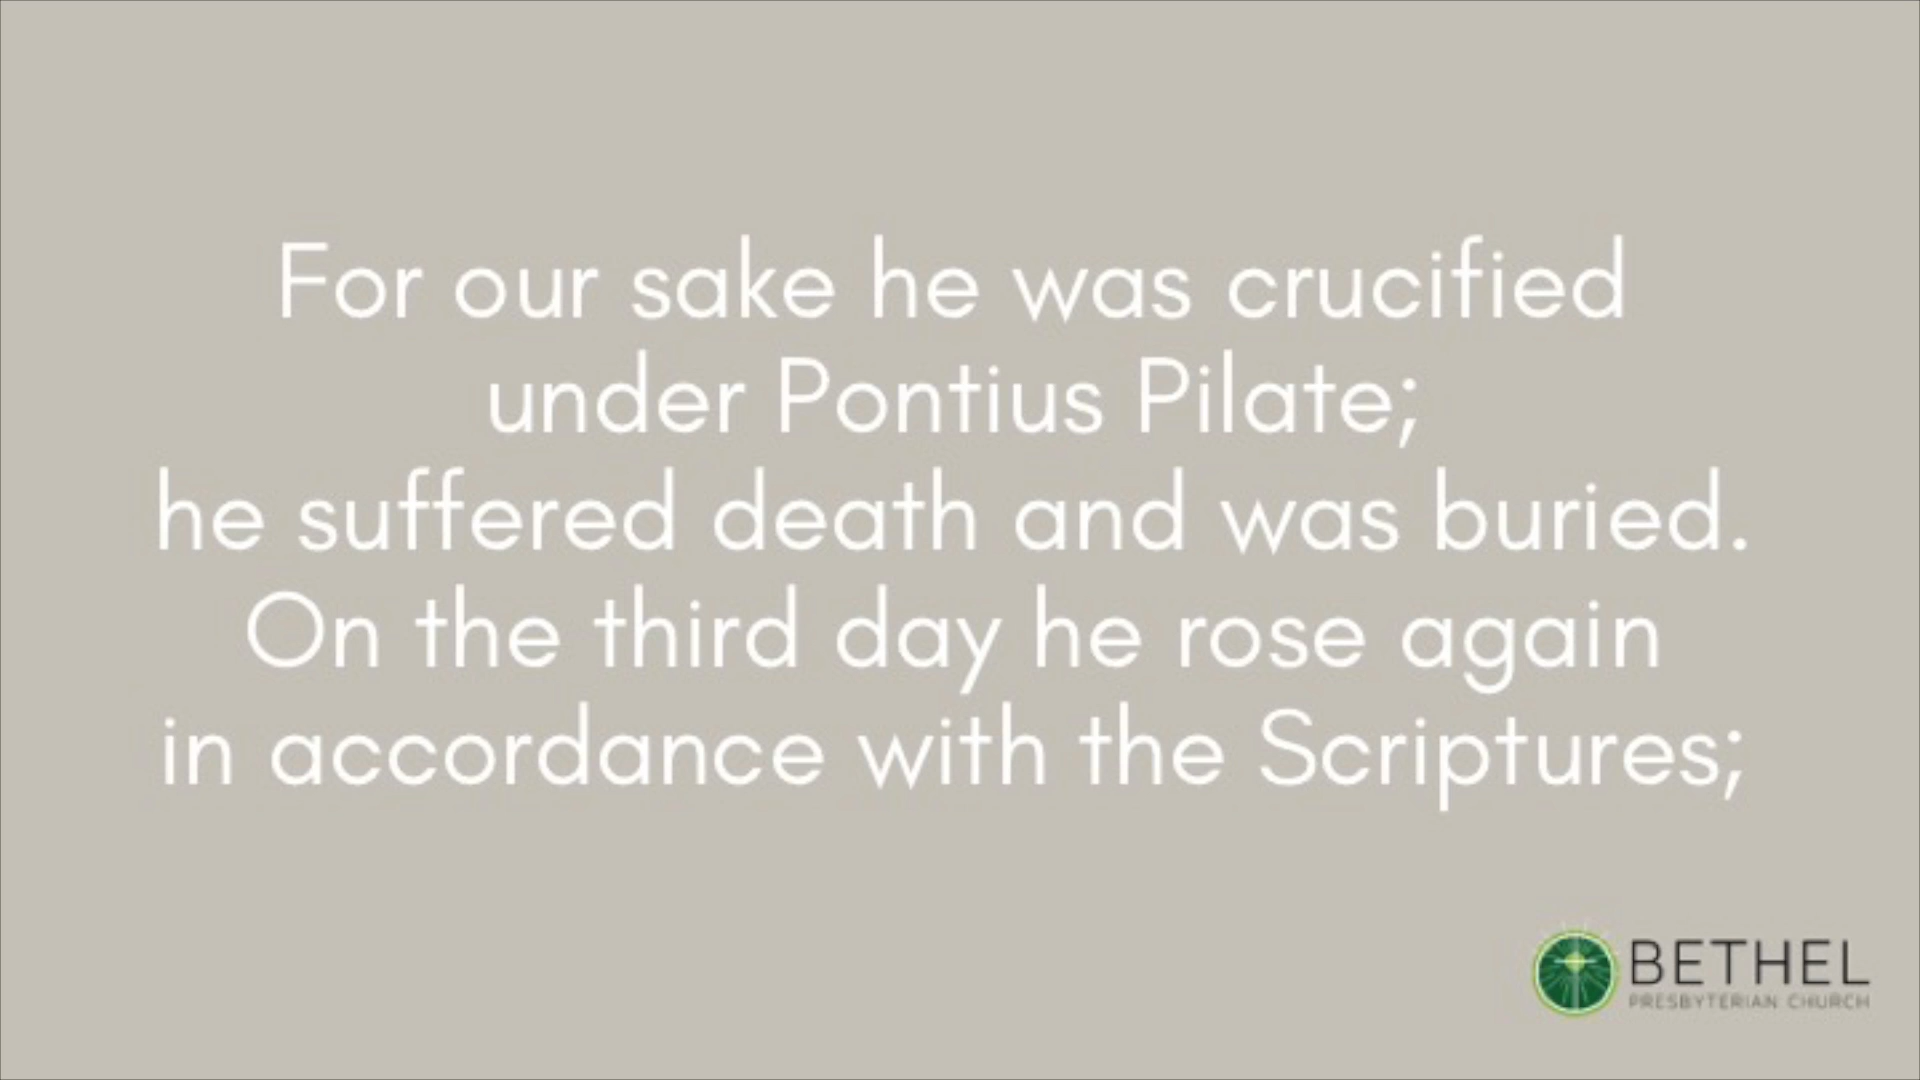 For our sake he was crucified
under Pontius Pilate;
he suffered death and was buried.
On the third day he rose again
in accordance with the Scriptures;
BETHEL
PRESBYTERIAN CHURCH